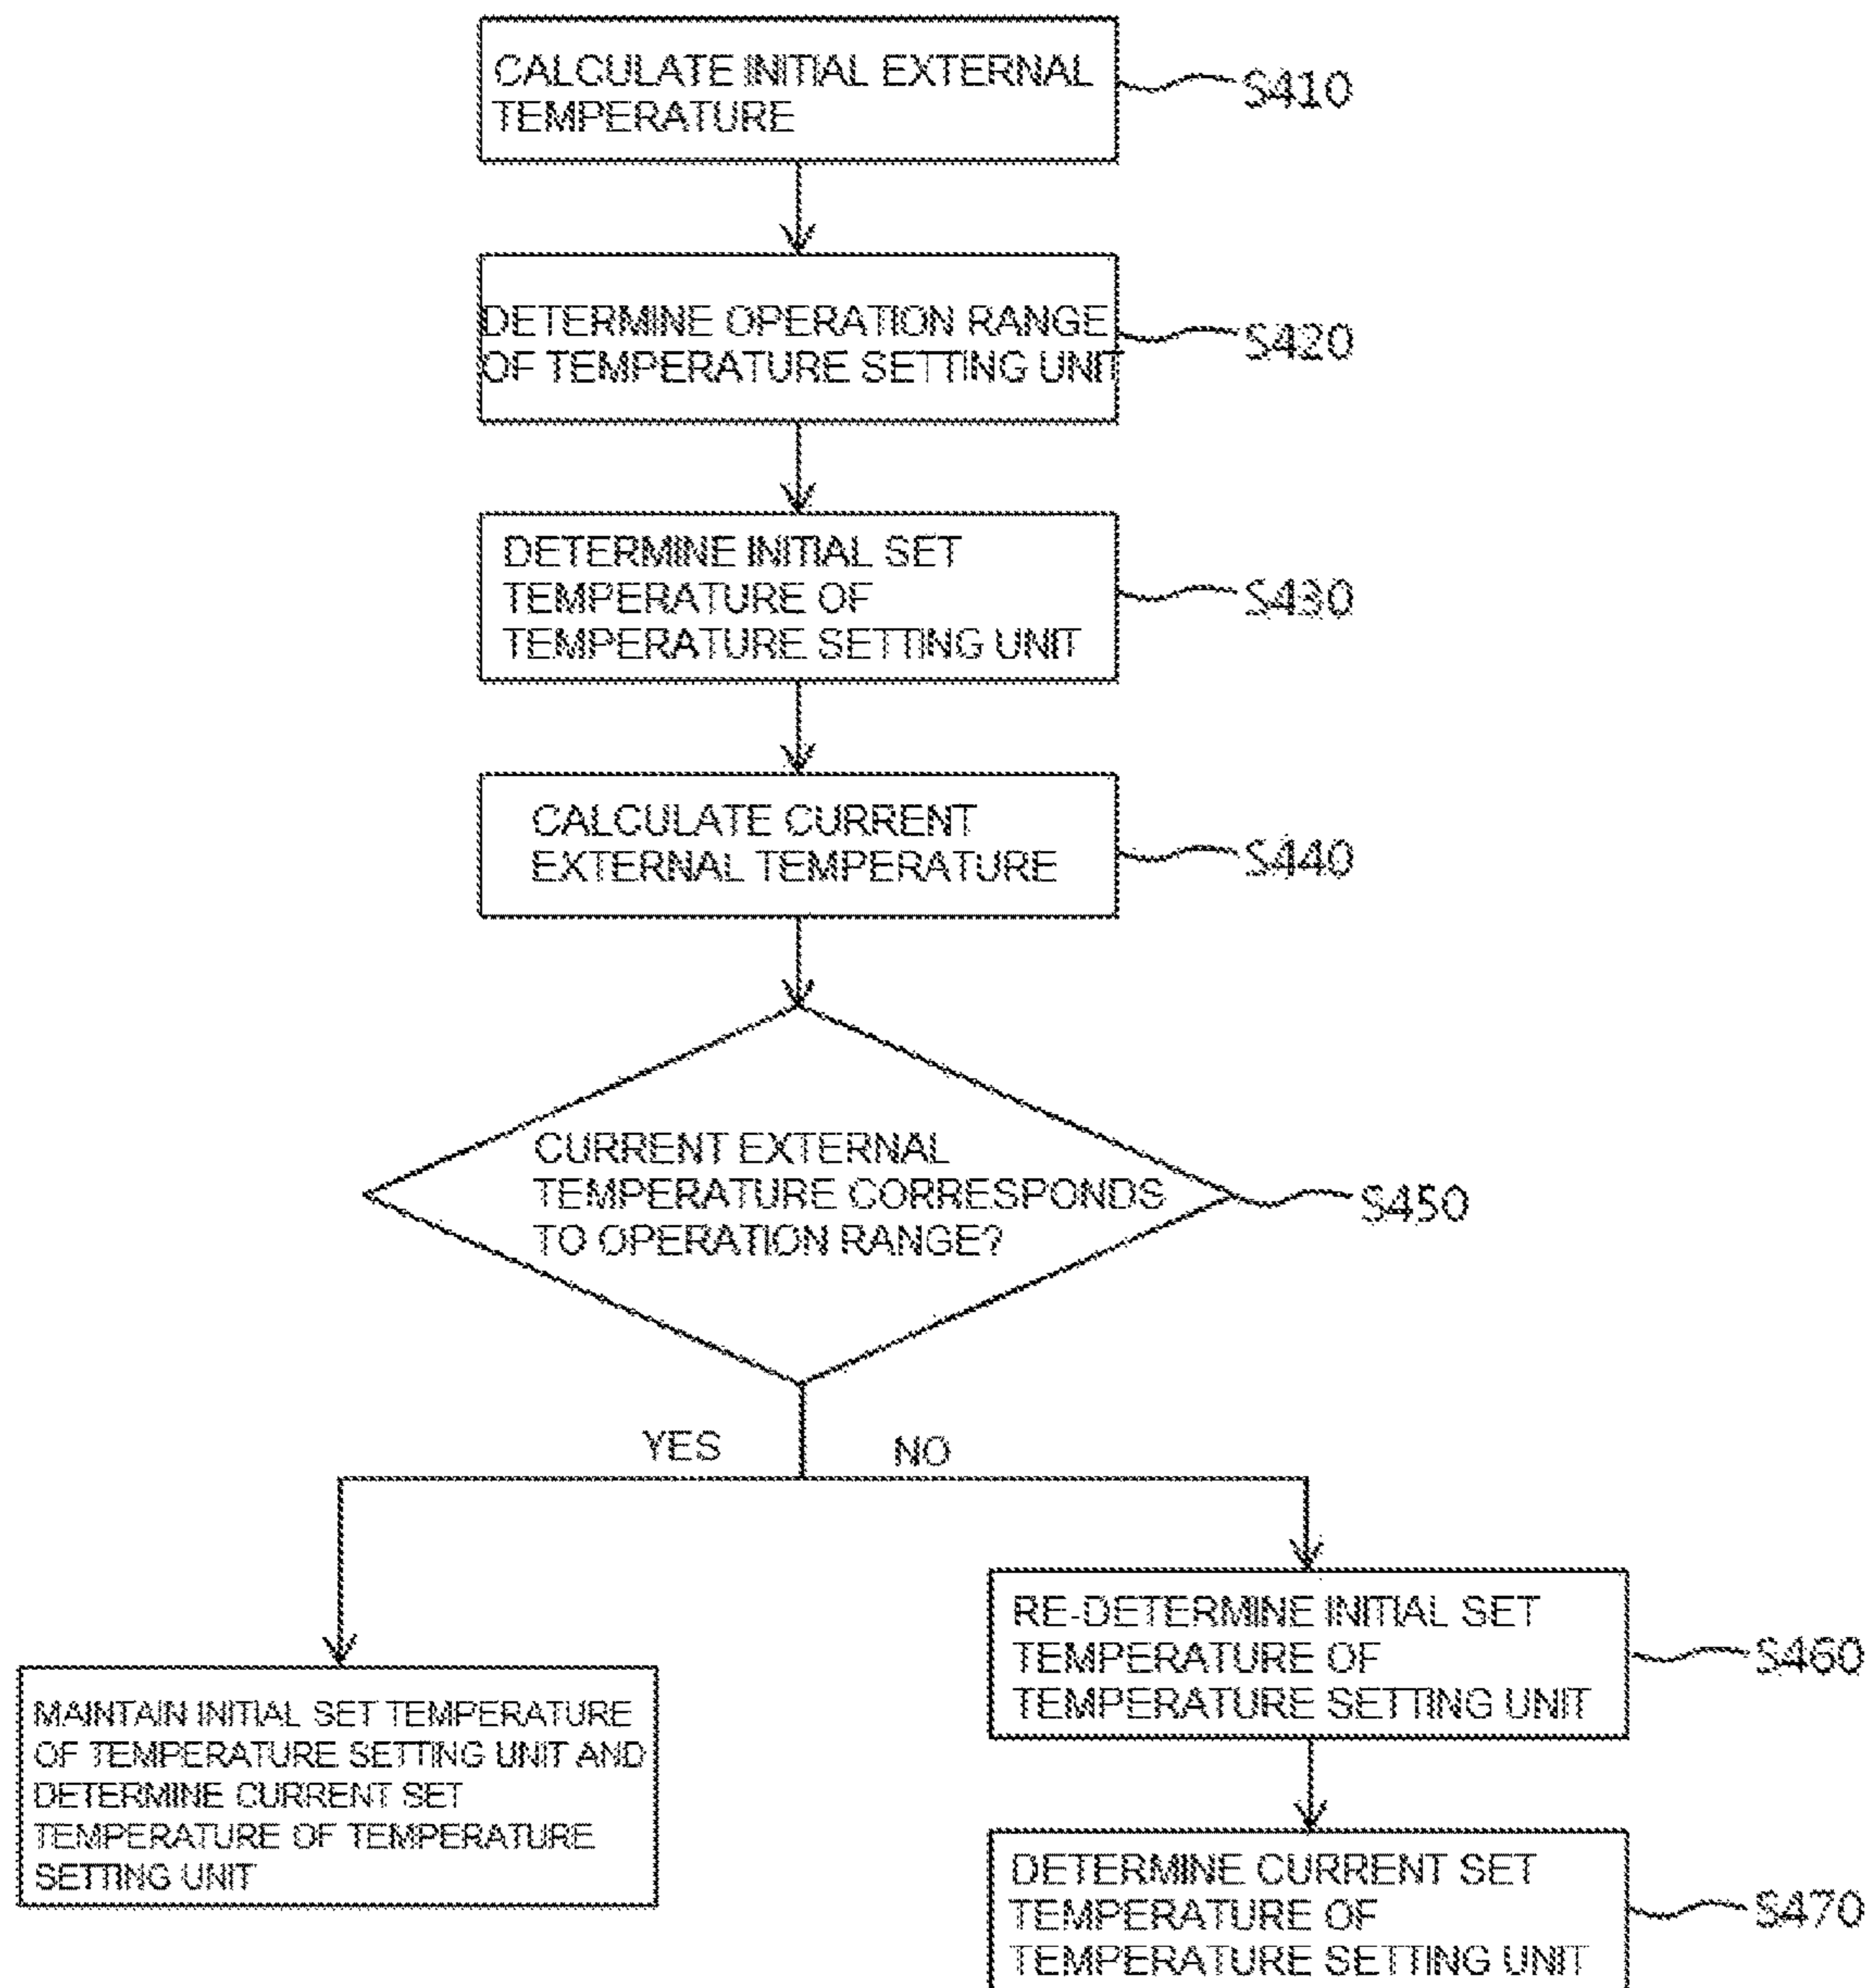 CALCULATE INITIAL EXTERNAL
TEMPERATURE
S410
DETERMINE OPERATION RANGE
OF TEMPERATURE SETTING UNIT
S420
DETERMINE INITIAL SET
TEMPERATURE OF
TEMPERATURE SETTING UNIT
S430
CALCULATE CURRENT
EXTERNAL TEMPERATURE
S440
CURRENT EXTERNAL
TEMPERATURE CORRESPONDS
TO OPERATION RANGE?
S450
YES
NO
MAINTAIN INITIAL SET TEMPERATURE
OF TEMPERATURE SETTING UNIT AND
DETERMINE CURRENT SET
TEMPERATURE OF TEMPERATURE
SETTING UNIT
RE-DETERMINE INITIAL SET
TEMPERATURE OF
TEMPERATURE SETTING UNIT
S460
DETERMINE CURRENT SET
TEMPERATURE OF
TEMPERATURE SETTING UNIT
S470